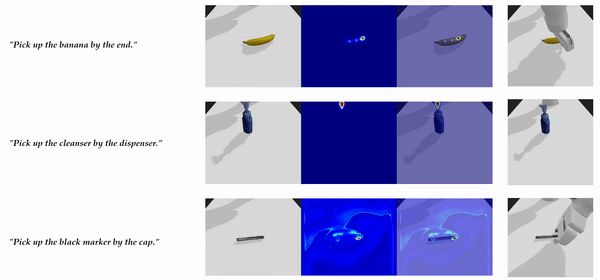 "Pick up the banana by the end."
"Pick up the cleanser by the dispenser."
"Pick up the black marker by the cap."